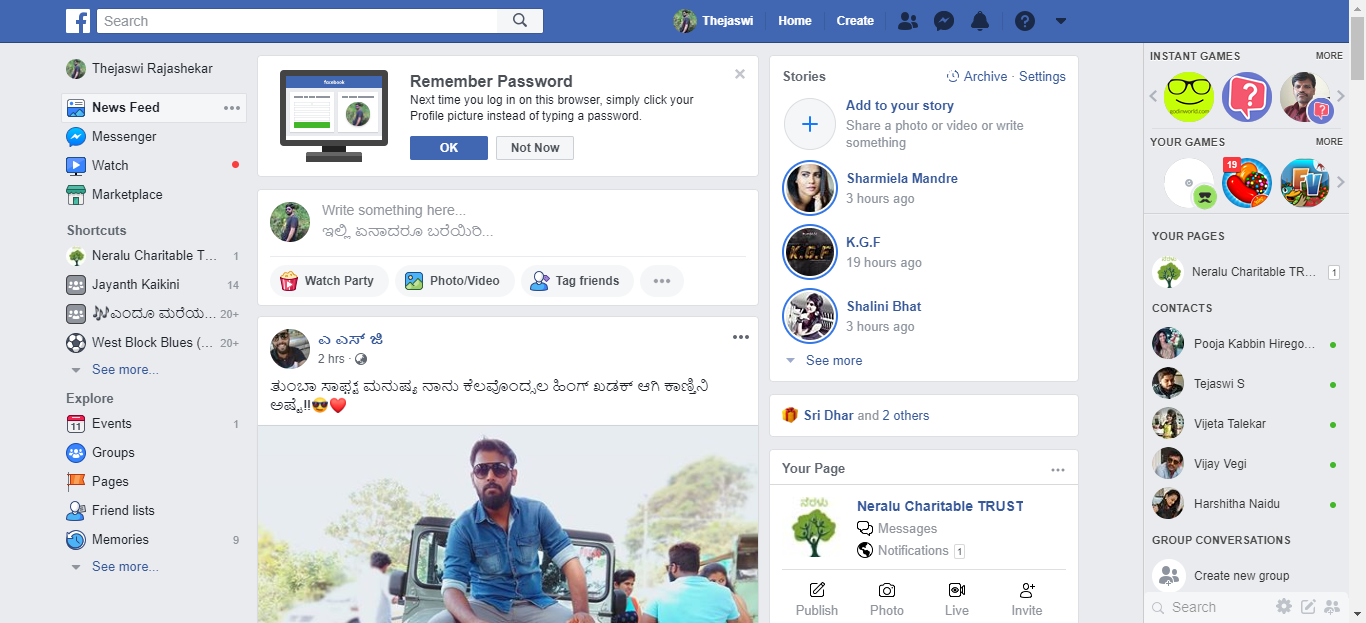 Search
Thejaswi
Home
Create
Thejaswi Rajashekar
News Feed
Messenger
Watch
Marketplace
Shortcuts
Neralu Charitable T... 1
Jayanth Kaikini 14
ಎಂದೂ ಮರೆಯ... 20+
West Block Blues (... 20+
See more...
Explore
Events 1
Groups
Pages
Friend lists
Memories 9
See more...
facebook
Remember Password
Next time you log in on this browser, simply click your
Profile picture instead of typing a password.
OK
Not Now
Write something here...
ಇಲ್ಲಿ ಏನಾದರೂ ಬರೆಯಿರಿ...
Watch Party
Photo/Video
Tag friends
ಎ ಎಸ್ ಜಿ
2 hrs ·
ತುಂಬಾ ಸಾಫ್ಟ್ ಮನುಷ್ಯ ನಾನು ಕೆಲವೊಂದ್ಸಲ ಹಿಂಗ್ ಖಡಕ್ ಆಗಿ ಕಾಣ್ತಿನಿ
ಅಷ್ಟೆ!!😎❤️
Stories
Archive · Settings
Add to your story
Share a photo or video or write
something
Sharmiela Mandre
3 hours ago
K.G.F
K.G.F
19 hours ago
Shalini Bhat
3 hours ago
See more
Sri Dhar and 2 others
Your Page
Neralu Charitable TRUST
Messages
Notifications 1
Publish
Photo
Live
Invite
INSTANT GAMES MORE
YOUR GAMES MORE
19
FV
YOUR PAGES
Neralu Charitable TR... 1
CONTACTS
Pooja Kabbin Hirego...
Tejaswi S
Vijeta Talekar
Vijay Vegi
Harshitha Naidu
GROUP CONVERSATIONS
Create new group
Search